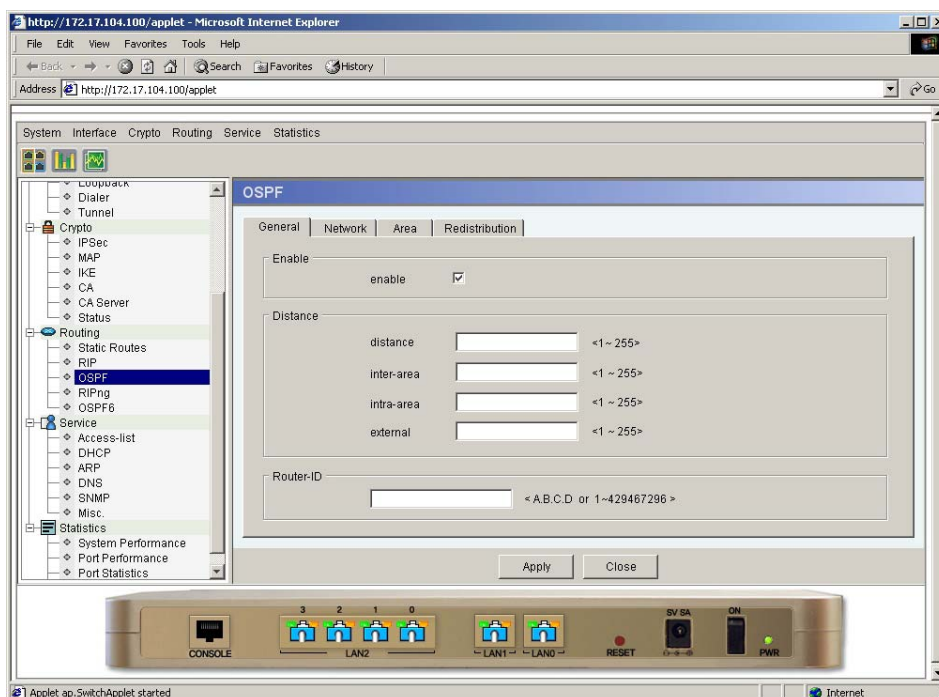 http://172.17.104.100/applet - Microsoft Internet Explorer
File Edit View Favorites Tools Help
Back Search Favorites History
Address http://172.17.104.100/applet Go
System Interface Crypto Routing Service Statistics
Loopback
Dialer
Tunnel
Crypto
IPSec
MAP
IKE
CA
CA Server
Status
Routing
Static Routes
RIP
OSPF
RIPng
OSPF6
Service
Access-list
DHCP
ARP
DNS
SNMP
Misc.
Statistics
System Performance
Port Performance
Port Statistics
OSPF
General Network Area Redistribution
Enable
enable
Distance
distance <1 ~ 255>
inter-area <1 ~ 255>
intra-area <1 ~ 255>
external <1 ~ 255>
Router-ID
< A.B.C.D or 1~429467296 >
Apply Close
3 2 1 0
5V 5A ON
CONSOLE LAN2 LAN1 LAN0 RESET PWR
Applet ap.SwitchApplet started Internet